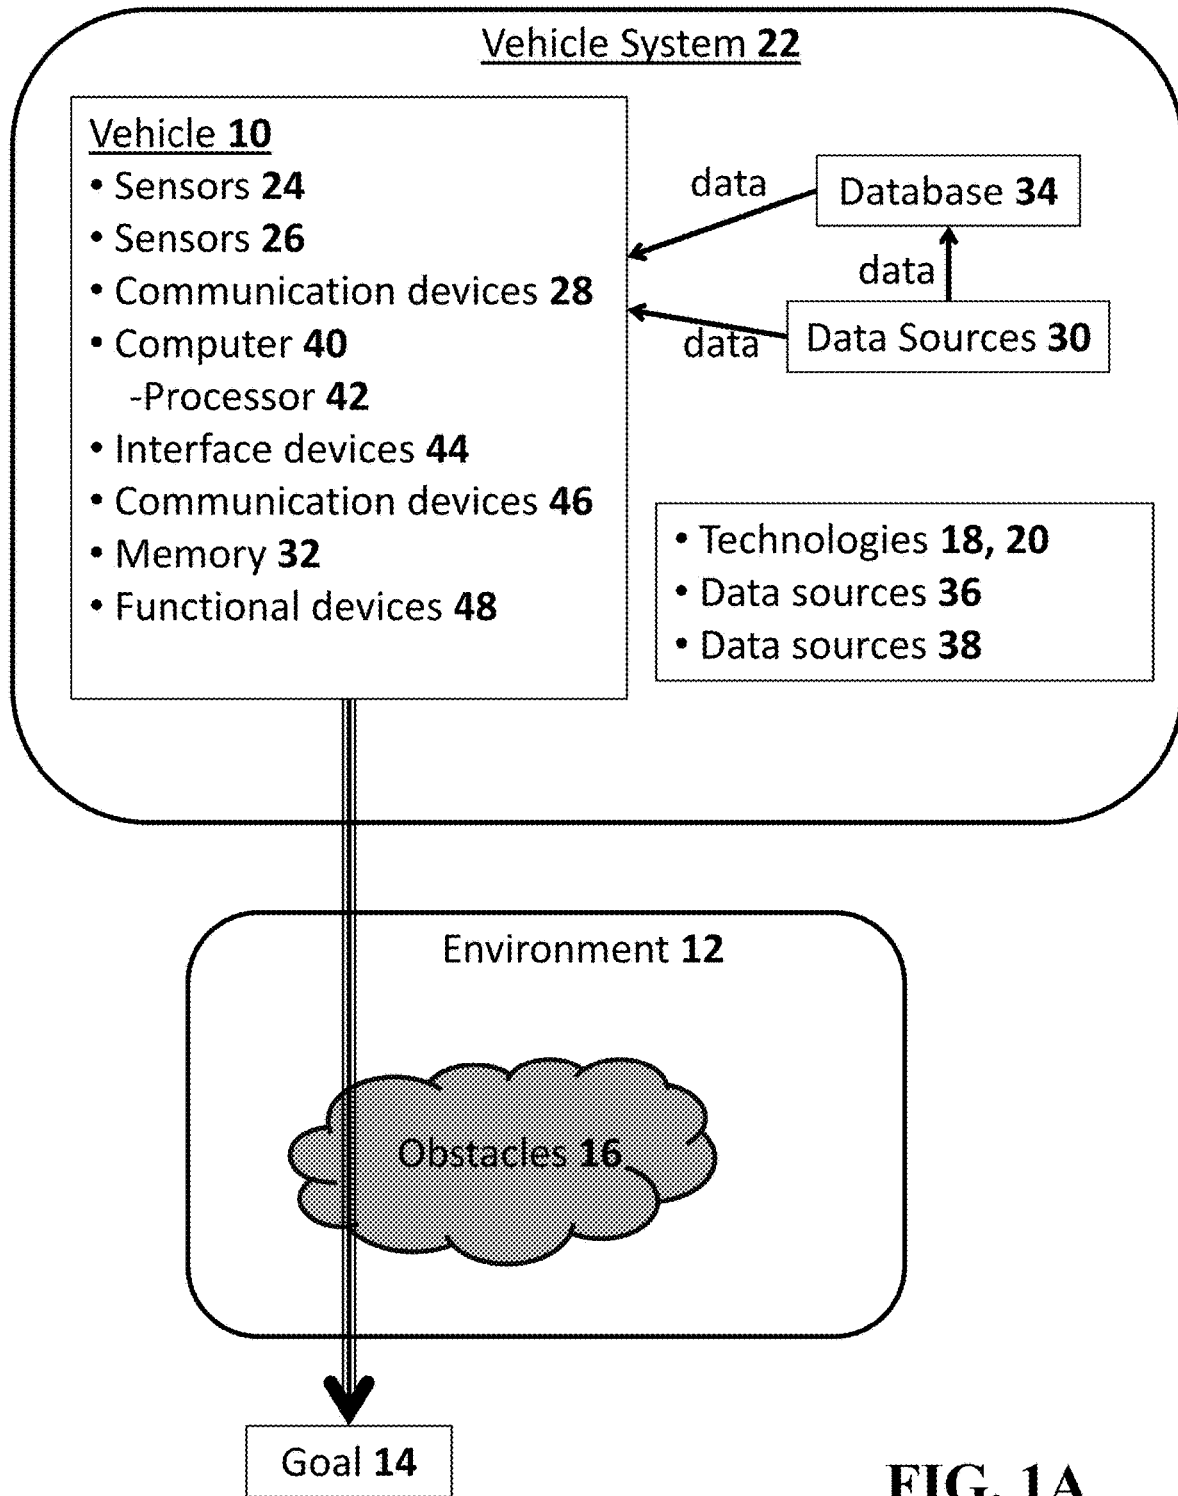 Vehicle System 22
Vehicle 10
• Sensors 24
• Sensors 26
• Communication devices 28
• Computer 40
-Processor 42
• Interface devices 44
• Communication devices 46
• Memory 32
• Functional devices 48
data
Database 34
data
data
Data Sources 30
• Technologies 18, 20
• Data sources 36
• Data sources 38
Environment 12
Obstacles 16
Goal 14
FIG. 1A